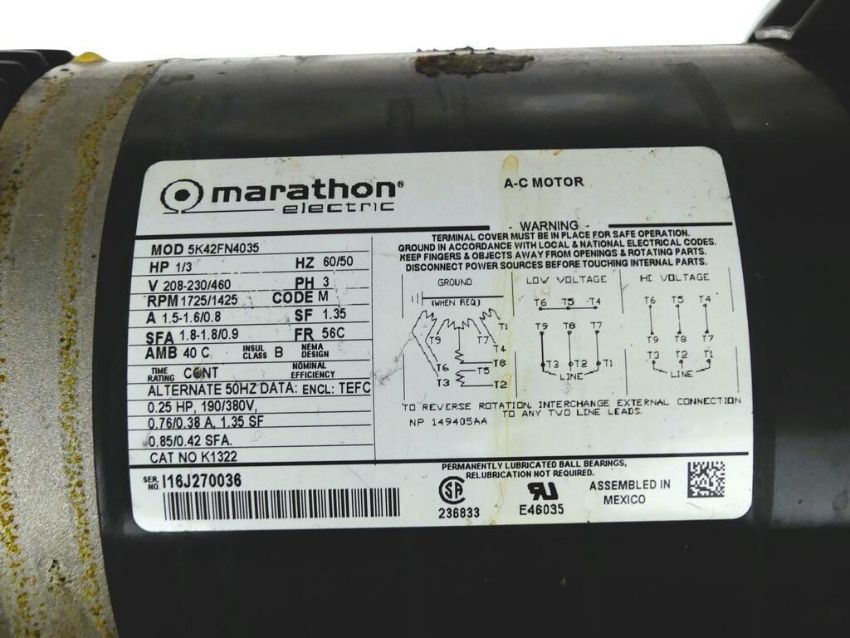 marathon®
electric
A-C MOTOR
MOD 5K42FN4035
HP 1/3 HZ 60/50
V 208-230/460 PH 3
RPM 1725/1425 CODE M
A 1.5-1.6/0.8 SF 1.35
SFA 1.8-1.8/0.9 FR 56C
AMB 40 C INSUL CLASS B NEMA DESIGN
TIME RATING CONT NOMINAL EFFICIENCY
ALTERNATE 50HZ DATA: ENCL: TEFC
0.25 HP, 190/380V,
0.76/0.38 A, 1.35 SF
0.85/0.42 SFA.
CAT NO K1322
SER. NO. I16J270036
WARNING
TERMINAL COVER MUST BE IN PLACE FOR SAFE OPERATION.
GROUND IN ACCORDANCE WITH LOCAL & NATIONAL ELECTRICAL CODES.
KEEP FINGERS & OBJECTS AWAY FROM OPENINGS & ROTATING PARTS.
DISCONNECT POWER SOURCES BEFORE TOUCHING INTERNAL PARTS.
GROUND
(WHEN REQ)
T1
T9 T7
T4
T8
T6 T5
T3 T2
LOW VOLTAGE
T6 T5 T4
T9 T8 T7
T3 T2 T1
LINE
HI VOLTAGE
T6 T5 T4
T9 T8 T7
T3 T2 T1
LINE
TO REVERSE ROTATION, INTERCHANGE EXTERNAL CONNECTION
TO ANY TWO LINE LEADS.
NP 149405AA
PERMANENTLY LUBRICATED BALL BEARINGS,
RELUBRICATION NOT REQUIRED.
236833
E46035
ASSEMBLED IN
MEXICO